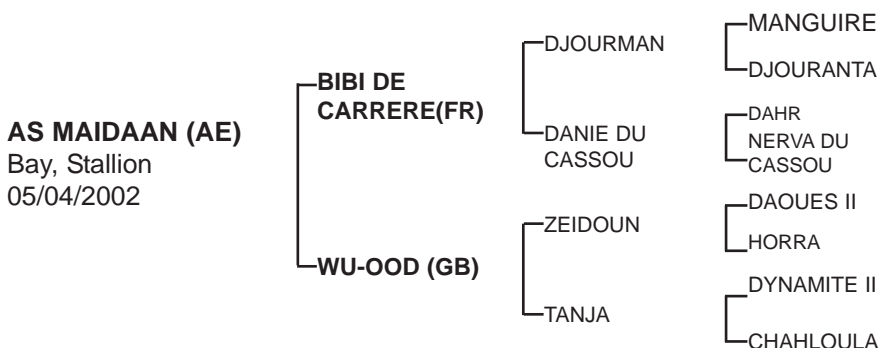 AS MAIDAAN (AE)
Bay, Stallion
05/04/2002
BIBI DE
CARRERE(FR)
WU-OOD (GB)
DJOURMAN
DANIE DU
CASSOU
ZEIDOUN
TANJA
MANGUIRE
DJOURANTA
DAHR
NERVA DU
CASSOU
DAOUES II
HORRA
DYNAMITE II
CHAHLOULA